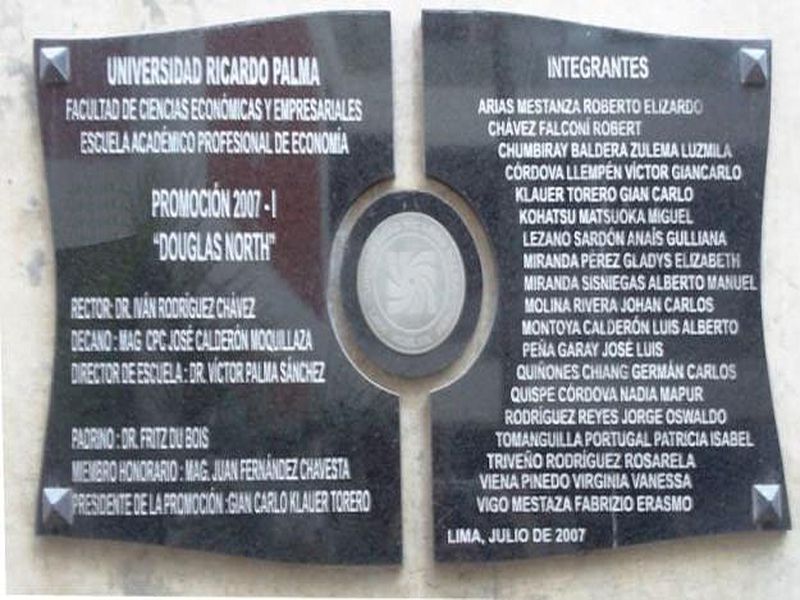 UNIVERSIDAD RICARDO PALMA
FACULTAD DE CIENCIAS ECONÓMICAS Y EMPRESARIALES
ESCUELA ACADÉMICO PROFESIONAL DE ECONOMÍA
PROMOCIÓN 2007 - I
"DOUGLAS NORTH"
RECTOR: DR. IVÁN RODRÍGUEZ CHÁVEZ
DECANO : MAG CPC JOSÉ CALDERÓN MOQUILLAZA
DIRECTOR DE ESCUELA : DR. VÍCTOR PALMA SÁNCHEZ
PADRINO : DR. FRITZ DU BOIS
MIEMBRO HONORARIO : MAG. JUAN FERNÁNDEZ CHAVESTA
PRESIDENTE DE LA PROMOCIÓN :GIAN CARLO KLAUER TORERO
INTEGRANTES
ARIAS MESTANZA ROBERTO ELIZARDO
CHÁVEZ FALCONÍ ROBERT
CHUMBIRAY BALDERA ZULEMA LUZMILA
CÓRDOVA LLEMPÉN VÍCTOR GIANCARLO
KLAUER TORERO GIAN CARLO
KOHATSU MATSUOKA MIGUEL
LEZANO SARDÓN ANAÍS GULLIANA
MIRANDA PÉREZ GLADYS ELIZABETH
MIRANDA SISNIEGAS ALBERTO MANUEL
MOLINA RIVERA JOHAN CARLOS
MONTOYA CALDERÓN LUIS ALBERTO
PEÑA GARAY JOSÉ LUIS
QUIÑONES CHIANG GERMÁN CARLOS
QUISPE CÓRDOVA NADIA MAPUR
RODRÍGUEZ REYES JORGE OSWALDO
TOMANGUILLA PORTUGAL PATRICIA ISABEL
TRIVEÑO RODRÍGUEZ ROSARELA
VIENA PINEDO VIRGINIA VANESSA
VIGO MESTAZA FABRIZIO ERASMO
LIMA, JULIO DE 2007